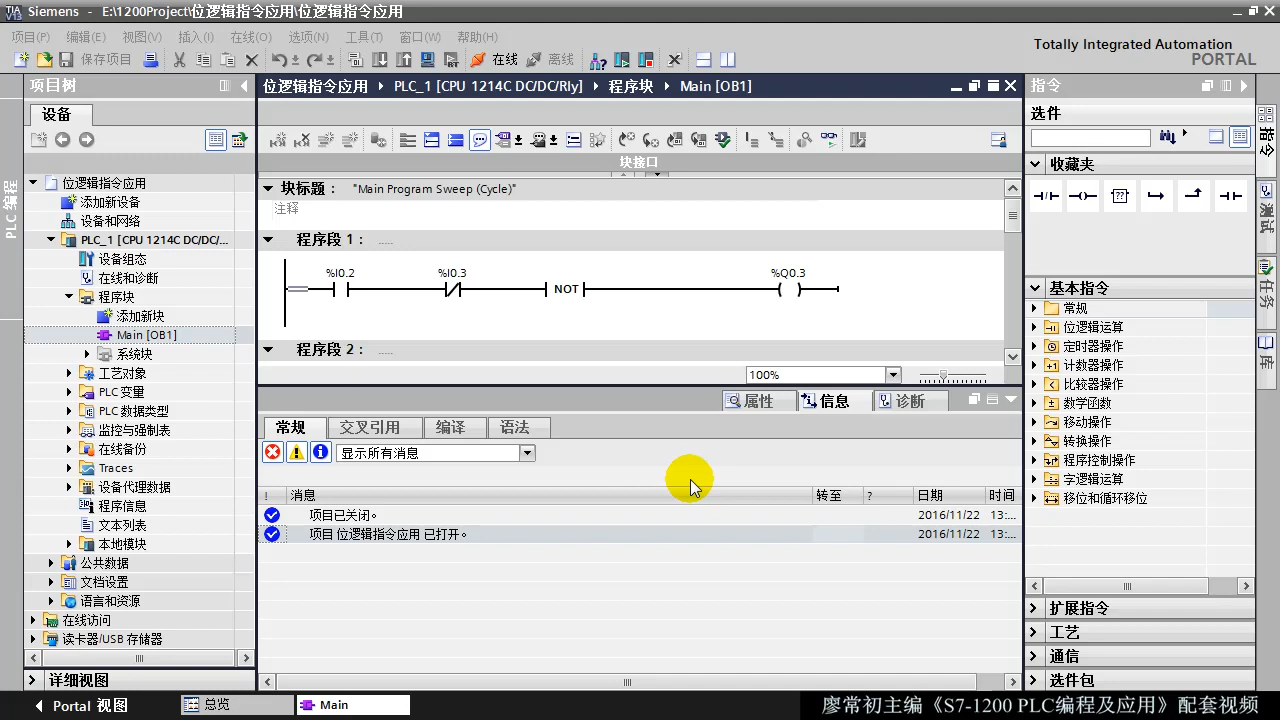 Siemens - E:\1200Project\位逻辑指令应用\位逻辑指令应用
项目(P) 编辑(E) 视图(V) 插入(I) 在线(O) 选项(N) 工具(T) 窗口(W) 帮助(H)
保存项目 在线 离线
Totally Integrated Automation
PORTAL
项目树
设备
PLC 编程
位逻辑指令应用
添加新设备
设备和网络
PLC_1 [CPU 1214C DC/DC/...
设备组态
在线和诊断
程序块
添加新块
Main [OB1]
系统块
工艺对象
PLC 变量
PLC 数据类型
监控与强制表
在线备份
Traces
设备代理数据
程序信息
文本列表
本地模块
公共数据
文档设置
语言和资源
在线访问
读卡器/USB 存储器
详细视图
位逻辑指令应用 PLC_1 [CPU 1214C DC/DC/Rly] 程序块 Main [OB1]
块接口
块标题: "Main Program Sweep (Cycle)"
注释
程序段 1: .....
%I0.2 %I0.3 %Q0.3
NOT
程序段 2: .....
100%
属性 信息 诊断
常规 交叉引用 编译 语法
显示所有消息
! 消息 转至 ? 日期 时间
项目已关闭。 2016/11/22 13:...
项目 位逻辑指令应用 已打开。 2016/11/22 13:...
指令
选件
收藏夹
??
基本指令
常规
位逻辑运算
定时器操作
计数器操作
比较器操作
数学函数
移动操作
转换操作
程序控制操作
字逻辑运算
移位和循环移位
扩展指令
工艺
通信
选件包
指令
测试
任务
库
Portal 视图 总览 Main
廖常初主编《S7-1200 PLC编程及应用》配套视频